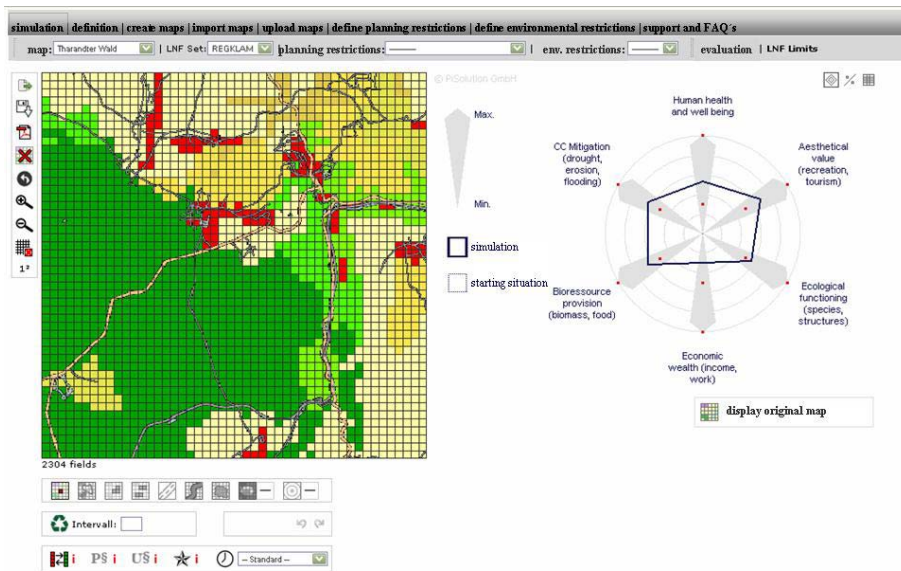 simulation | definition | create maps | import maps | upload maps | define planning restrictions | define environmental restrictions | support and FAQ´s
map: Tharandter Wald | LNF Set: REGKLAM planning restrictions: | env. restrictions: evaluation | LNF Limits
© PiSolution GmbH
Max.
Min.
simulation
starting situation
Human health
and well being
CC Mitigation
(drought,
erosion,
flooding)
Aesthetical
value
(recreation,
tourism)
Bioressource
provision
(biomass, food)
Ecological
functioning
(species,
structures)
Economic
wealth (income,
work)
display original map
1²
2304 fields
Intervall:
i P§ i U§ i i – Standard –